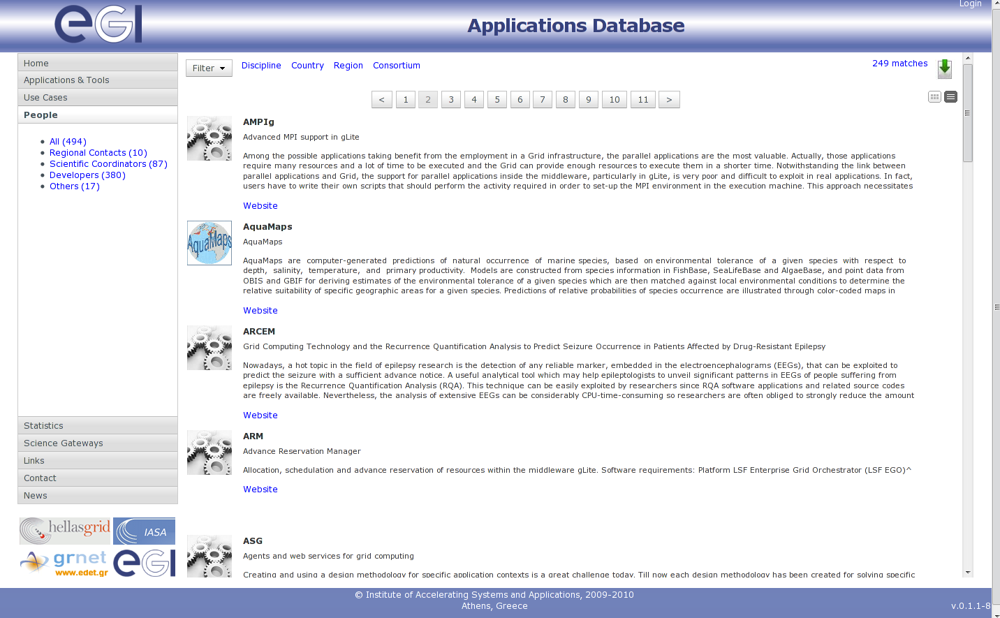 Login
EGI
Applications Database
Home
Applications & Tools
Use Cases
People
All (494)
Regional Contacts (10)
Scientific Coordinators (87)
Developers (380)
Others (17)
Statistics
Science Gateways
Links
Contact
News
hellasgrid
IASA
grnet
www.edet.gr
EGI
Filter
Discipline Country Region Consortium
249 matches
< 1 2 3 4 5 6 7 8 9 10 11 >
AMPIg
Advanced MPI support in gLite
Among the possible applications taking benefit from the employment in a Grid infrastructure, the parallel applications are the most valuable. Actually, those applications
require many resources and a lot of time to be executed and the Grid can provide enough resources to execute them in a shorter time. Notwithstanding the link between
parallel applications and Grid, the support for parallel applications inside the middleware, particularly in gLite, is very poor and difficult to exploit in real applications. In fact,
users have to write their own scripts that should perform the activity required in order to set-up the MPI environment in the execution machine. This approach necessitates
Website
AquaMaps
AquaMaps
AquaMaps
AquaMaps are computer-generated predictions of natural occurrence of marine species, based on environmental tolerance of a given species with respect to
depth, salinity, temperature, and primary productivity. Models are constructed from species information in FishBase, SeaLifeBase and AlgaeBase, and point data from
OBIS and GBIF for deriving estimates of the environmental tolerance of a given species which are then matched against local environmental conditions to determine the
relative suitability of specific geographic areas for a given species. Predictions of relative probabilities of species occurrence are illustrated through color-coded maps in
Website
ARCEM
Grid Computing Technology and the Recurrence Quantification Analysis to Predict Seizure Occurrence in Patients Affected by Drug-Resistant Epilepsy
Nowadays, a hot topic in the field of epilepsy research is the detection of any reliable marker, embedded in the electroencephalograms (EEGs), that can be exploited to
predict the seizure with a sufficient advance notice. A useful analytical tool which may help epileptologists to unveil significant patterns in EEGs of people suffering from
epilepsy is the Recurrence Quantification Analysis (RQA). This technique can be easily exploited by researchers since RQA software applications and related source codes
are freely available. Nevertheless, the analysis of extensive EEGs can be considerably CPU-time-consuming so researchers are often obliged to strongly reduce the amount
Website
ARM
Advance Reservation Manager
Allocation, schedulation and advance reservation of resources within the middleware gLite. Software requirements: Platform LSF Enterprise Grid Orchestrator (LSF EGO)^
Website
ASG
Agents and web services for grid computing
Creating and using a design methodology for specific application contexts is a great challenge today. Till now each design methodology has been created for solving specific
© Institute of Accelerating Systems and Applications, 2009-2010
Athens, Greece
v.0.1.1-8